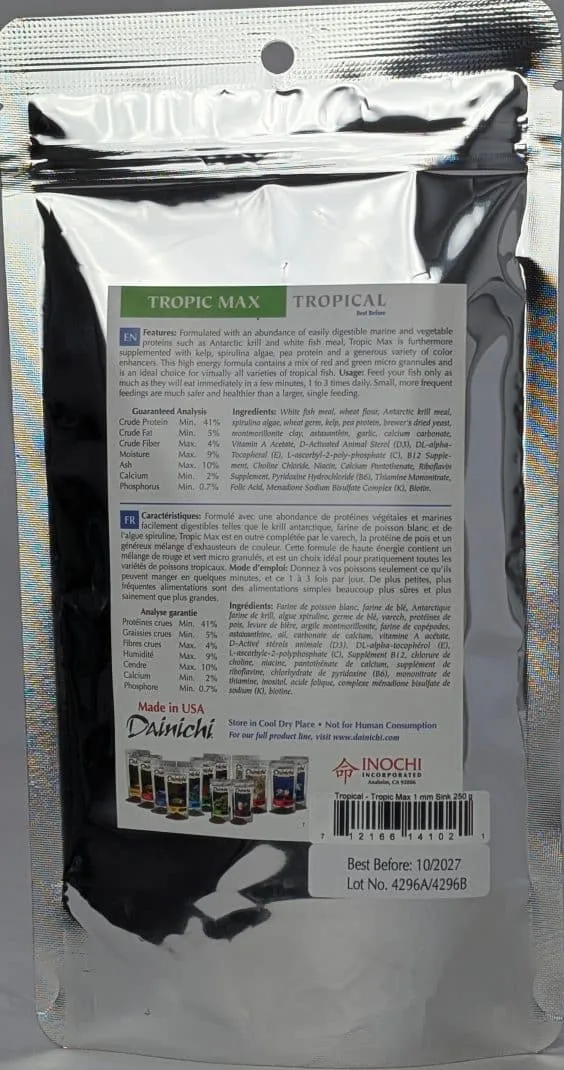 TROPIC MAX TROPICAL
Best Before
EN Features: Formulated with an abundance of easily digestible marine and vegetable
proteins such as Antarctic krill and white fish meal, Tropic Max is furthermore
supplemented with kelp, spirulina algae, pea protein and a generous variety of color
enhancers. This high energy formula contains a mix of red and green micro grannules and
is an ideal choice for virtually all varieties of tropical fish. Usage: Feed your fish only as
much as they will eat immediately in a few minutes, 1 to 3 times daily. Small, more frequent
feedings are much safer and healthier than a larger, single feeding.
Guaranteed Analysis
Crude Protein Min. 41%
Crude Fat Min. 5%
Crude Fiber Max. 4%
Moisture Max. 9%
Ash Max. 10%
Calcium Min. 2%
Phosphorus Min. 0.7%
Ingredients: White fish meal, wheat flour, Antarctic krill meal,
spirulina algae, wheat germ, kelp, pea protein, brewer's dried yeast,
montmorillonite clay, astaxanthin, garlic, calcium carbonate,
Vitamin A Acetate, D-Activated Animal Sterol (D3), DL-alpha-
Tocopheral (E), L-ascorbyl-2-poly-phosphate (C), B12 Supple-
ment, Choline Chloride, Niacin, Calcium Pantothenate, Riboflavin
Supplement, Pyridoxine Hydrochloride (B6), Thiamine Mononitrate,
Folic Acid, Menadione Sodium Bisulfate Complex (K), Biotin.
FR Caractéristiques: Formulé avec une abondance de protéines végétales et marines
facilement digestibles telles que le krill antarctique, farine de poisson blanc et de
l'algue spiruline, Tropic Max est en outre complétée par le varech, la protéine de pois et un
généreux mélange d'exhausteurs de couleur. Cette formule de haute énergie contient un
mélange de rouge et vert micro granulés, et est un choix idéal pour pratiquement toutes les
variétés de poissons tropicaux. Mode d'emploi: Donnez à vos poissons seulement ce qu'ils
peuvent manger en quelques minutes, et ce 1 à 3 fois par jour. De plus petites, plus
fréquentes alimentations sont des alimentations simples beaucoup plus sûres et plus
sainement que plus grandes.
Analyse garantie
Protéines crues Min. 41%
Graissies crues Min. 5%
Fibres crues Max. 4%
Humidité Max. 9%
Cendre Max. 10%
Calcium Min. 2%
Phosphore Min. 0.7%
Ingrédients: Farine de poisson blanc, farine de blé, Antarctique
farine de krill, algue spiruline, germe de blé, varech, protéines de
pois, levure de bière, argile montmorillonite, farine de copépodes,
astaxanthine, ail, carbonate de calcium, vitamine A acétate,
D-Activé stérols animale (D3), DL-alpha-tocophérol (E),
L-ascorbyle-2-polyphosphate (C), Supplément B12, chlorure de
choline, niacine, pantothénate de calcium, supplément de
riboflavine, chlorhydrate de pyridoxine (B6), mononitrate de
thiamine, inositol, acide folique, complexe ménadione bisulfate de
sodium (K), biotine.
Made in USA
Dainichi
Store in Cool Dry Place • Not for Human Consumption
For our full product line, visit www.dainichi.com
命 INOCHI
INCORPORATED
Anaheim, CA 92806
Tropical - Tropic Max 1 mm Sink 250 g
7 12166 14102 1
Best Before: 10/2027
Lot No. 4296A/4296B